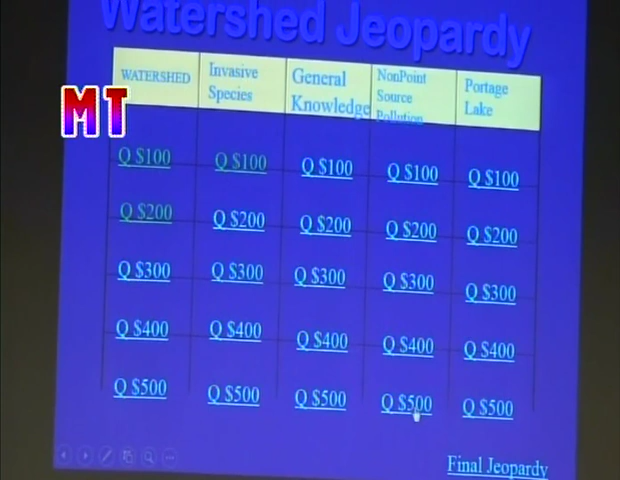 Watershed Jeopardy
WATERSHED
Invasive
Species
General
Knowledge
NonPoint
Source
Pollution
Portage
Lake
MT
Q $100 Q $100 Q $100 Q $100 Q $100
Q $200 Q $200 Q $200 Q $200 Q $200
Q $300 Q $300 Q $300 Q $300 Q $300
Q $400 Q $400 Q $400 Q $400 Q $400
Q $500 Q $500 Q $500 Q $500 Q $500
Final Jeopardy